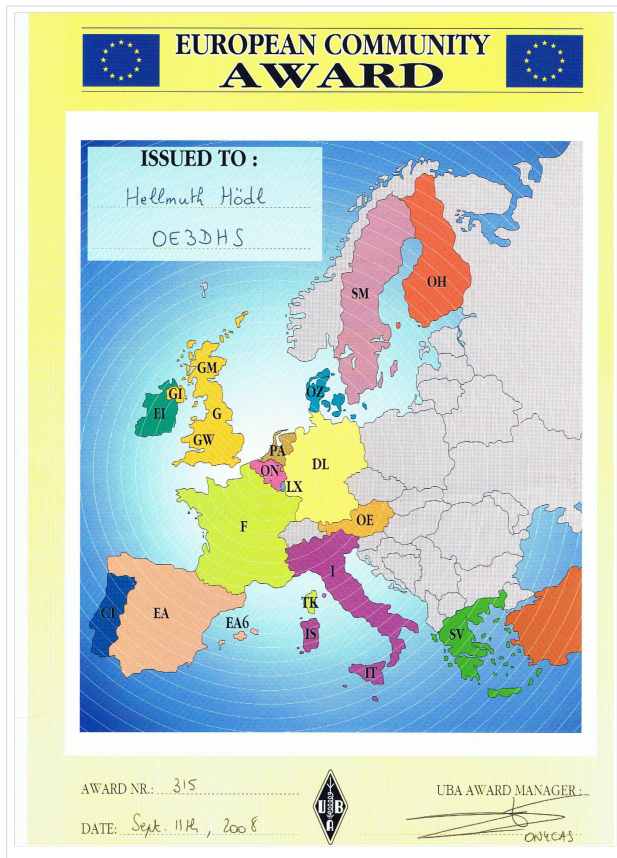 EUROPEAN COMMUNITY
AWARD
ISSUED TO :
Hellmuth Hödl
OE3DHS
SM
OH
GM
GI
EI
G
GW
OZ
PA
ON
LX
DL
F
OE
I
CT
EA
EA6
TK
IS
IT
SV
AWARD NR.: 315
UBA
UBA AWARD MANAGER :
DATE: Sept. 11th, 2008
ON4CAS